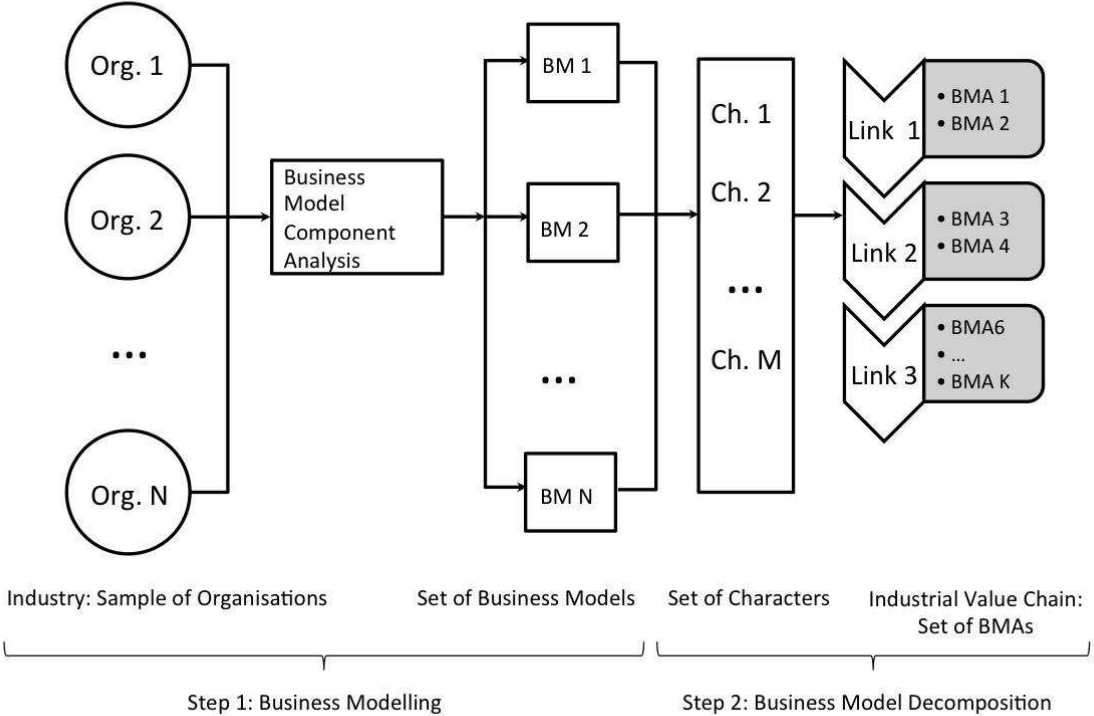 Org. 1
Org. 2
...
Org. N
Business
Model
Component
Analysis
BM 1
BM 2
...
BM N
Ch. 1
Ch. 2
...
Ch. M
Link 1
• BMA 1
• BMA 2
Link 2
• BMA 3
• BMA 4
Link 3
• BMA6
• ...
• BMA K
Industry: Sample of Organisations
Set of Business Models
Set of Characters
Industrial Value Chain:
Set of BMAs
Step 1: Business Modelling
Step 2: Business Model Decomposition